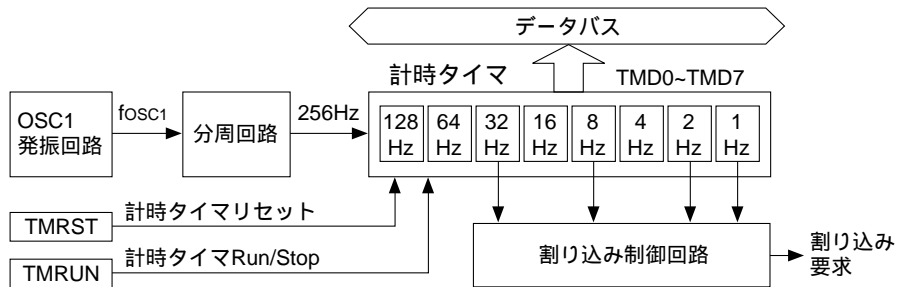 データバス
計時タイマ
TMD0~TMD7
OSC1
発振回路
fOSC1
分周回路
256Hz
128
Hz
64
Hz
32
Hz
16
Hz
8
Hz
4
Hz
2
Hz
1
Hz
TMRST
計時タイマリセット
TMRUN
計時タイマRun/Stop
割り込み制御回路
割り込み
要求